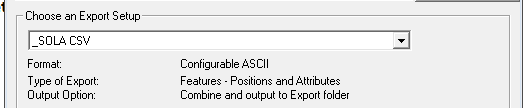 Choose an Export Setup
_SOLA CSV
Format: Configurable ASCII
Type of Export: Features - Positions and Attributes
Output Option: Combine and output to Export folder